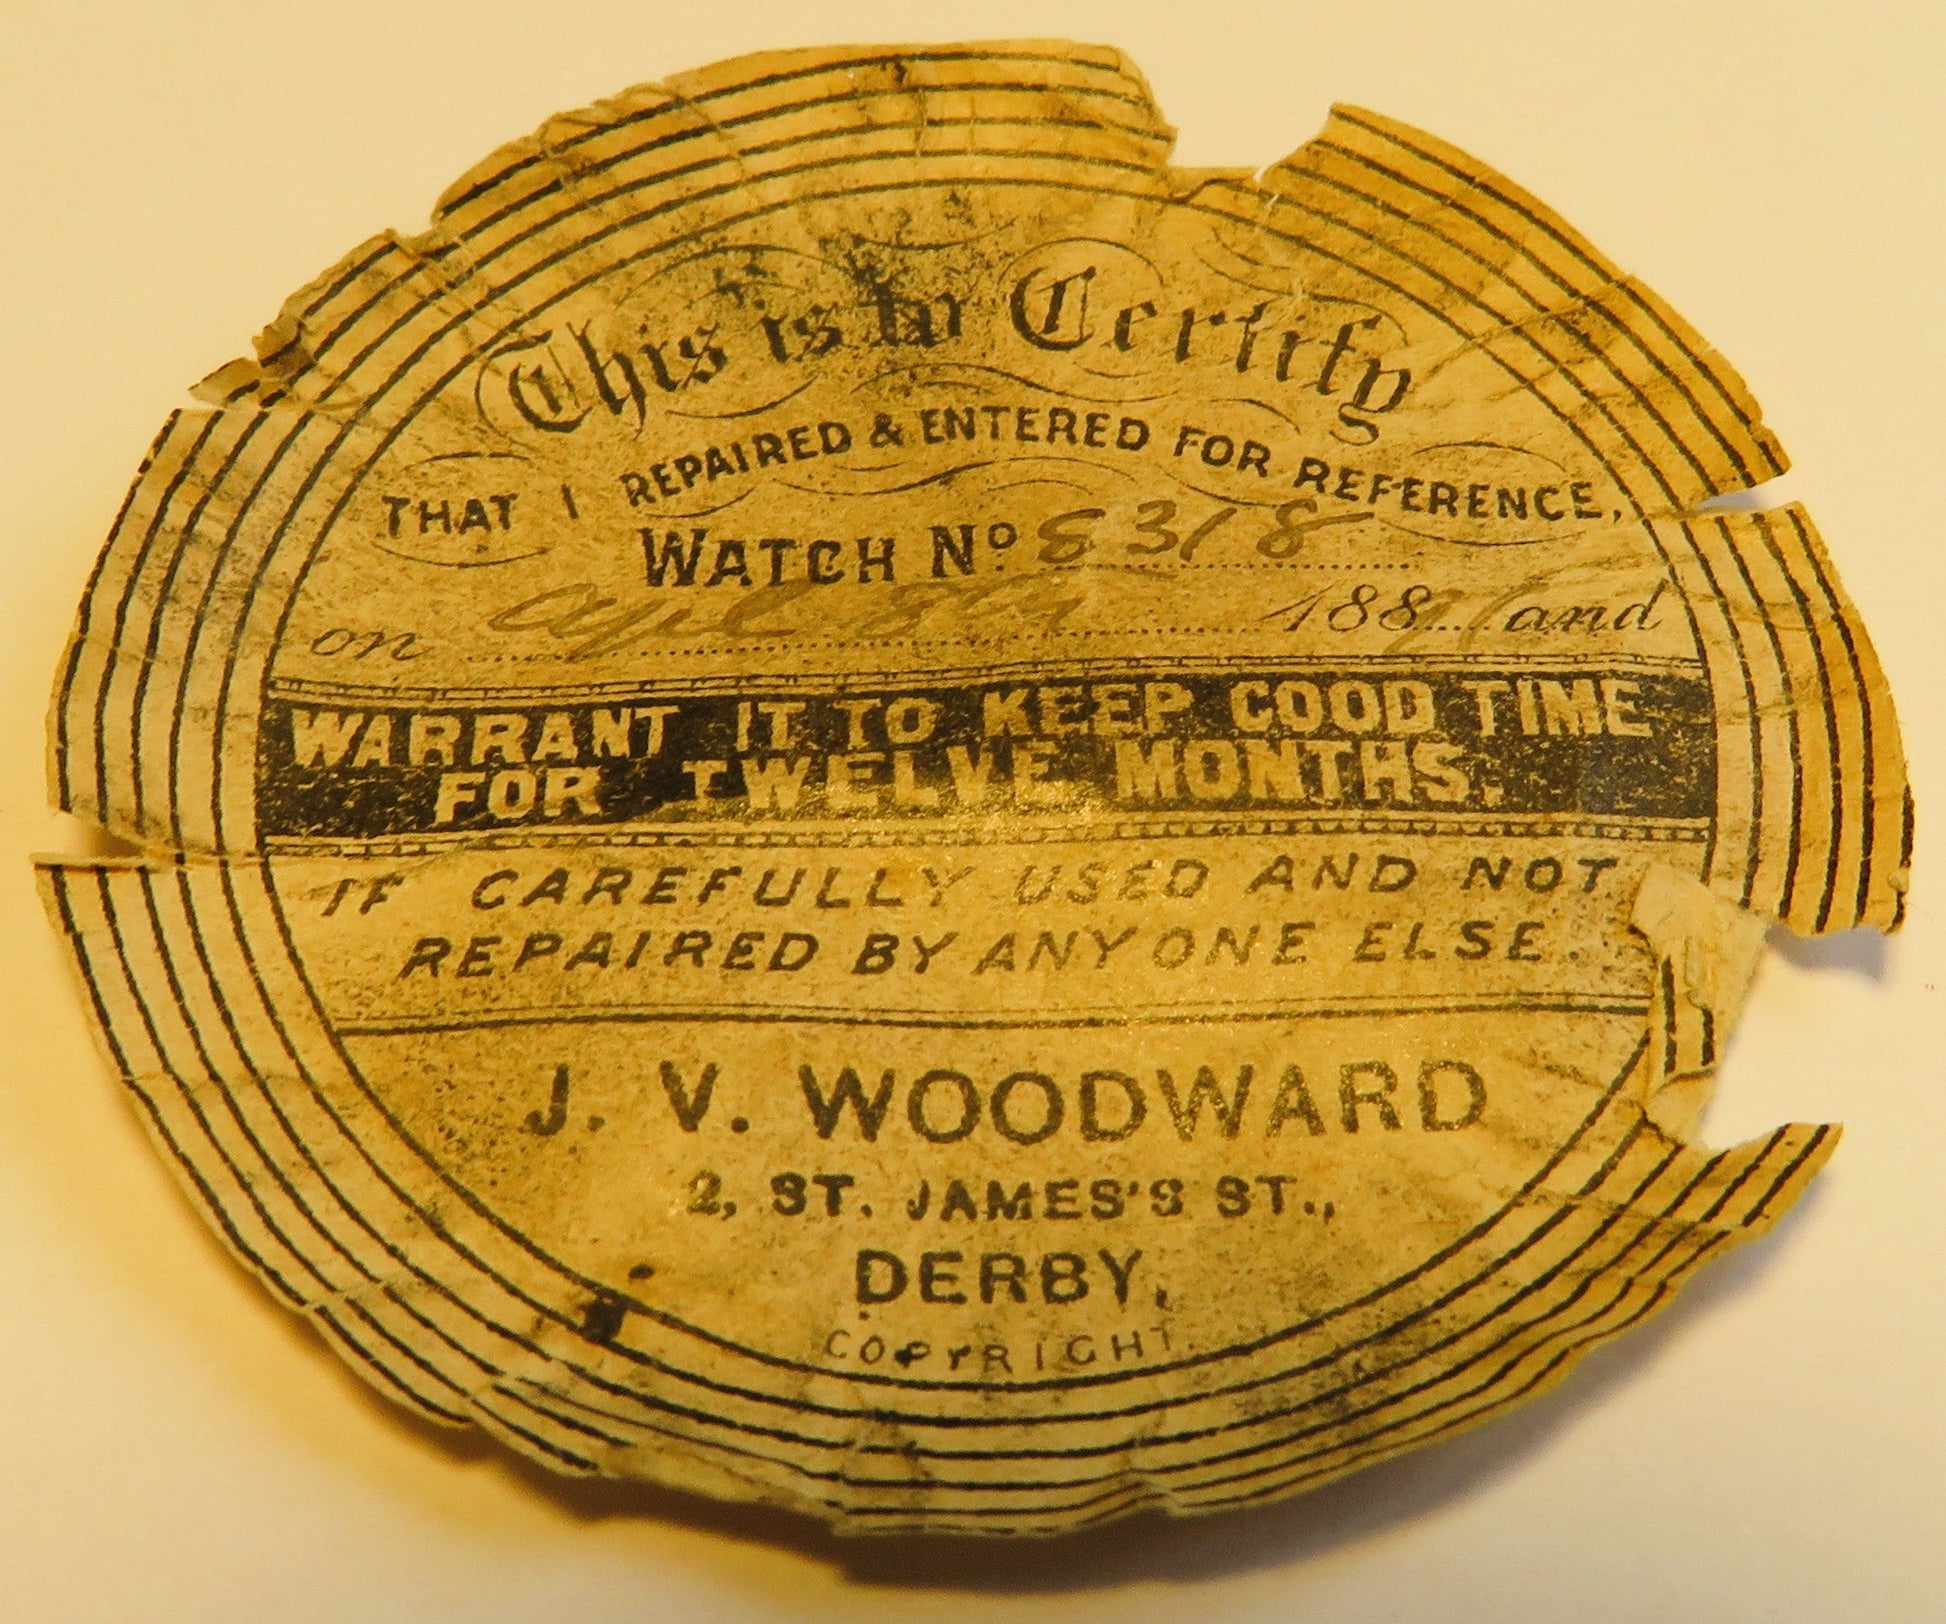 This is to Certify
THAT I REPAIRED & ENTERED FOR REFERENCE,
WATCH No 8318
on April 188 and
WARRANT IT TO KEEP GOOD TIME
FOR TWELVE MONTHS.
IF CAREFULLY USED AND NOT
REPAIRED BY ANYONE ELSE.
J. V. WOODWARD
2, ST. JAMES'S ST.,
DERBY.
COPYRIGHT.